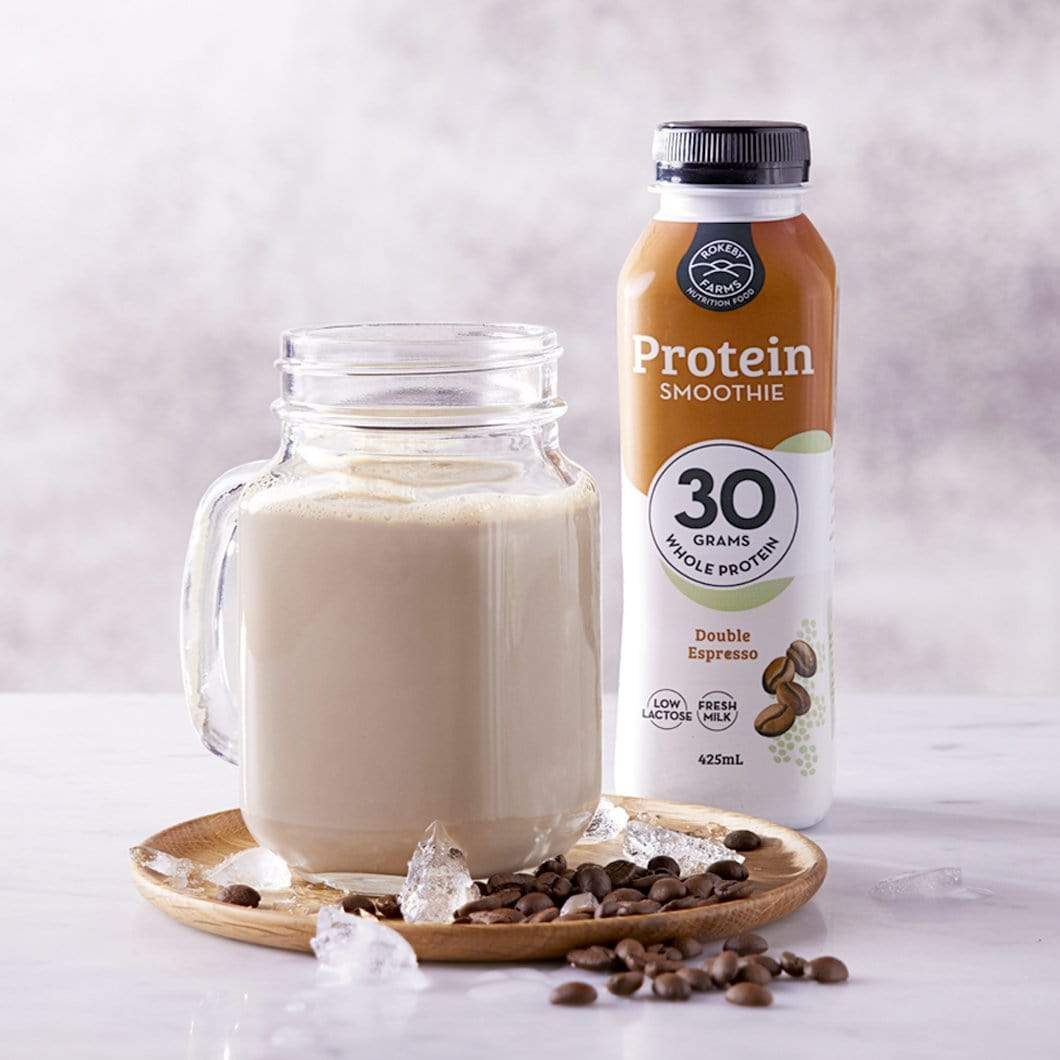 ROKEBY
FARMS
NUTRITION FOOD
Protein
SMOOTHIE
30
GRAMS
WHOLE PROTEIN
Double
Espresso
LOW
LACTOSE
FRESH
MILK
425mL